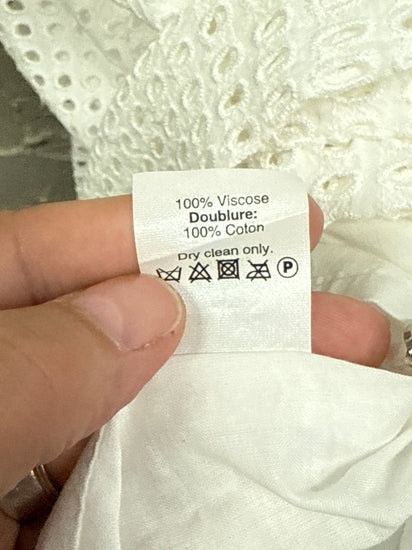 100% Viscose
Doublure:
100% Coton
Dry clean only.
P